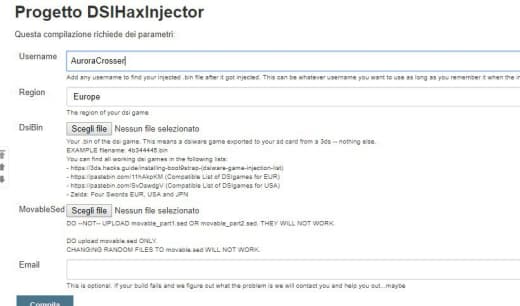 Progetto DSIHaxInjector
Questa compilazione richiede dei parametri:
Username
AuroraCrosser
Add any username to find your injected .bin file after it got injected. This can be whatever username you want to use as long as you remember it when the in
Region
Europe
The region of your dsi game
DsiBin
Scegli file Nessun file selezionato
Your .bin of the dsi game. This means a dsiware game exported to your sd card from a 3ds -- nothing else.
EXAMPLE filename: 4b344445.bin
You can find all working dsi games in the following lists:
- https://3ds.hacks.guide/installing-boot9strap-(dsiware-game-injection-list)
- https://pastebin.com/11hAkpKM (Compatible List of DSIgames for EUR)
- https://pastebin.com/SvDawdgV (Compatible List of DSIgames for USA)
- Zelda: Four Swords EUR, USA and JPN
MovableSed
Scegli file Nessun file selezionato
DO --NOT-- UPLOAD movable_part1.sed OR movable_part2.sed. THEY WILL NOT WORK
DO upload movable.sed ONLY.
CHANGING RANDOM FILES TO movable.sed WILL NOT WORK.
Email
This is optional. If your build fails and we figure out what the problem is we will contact you and help you out...maybe
Compila